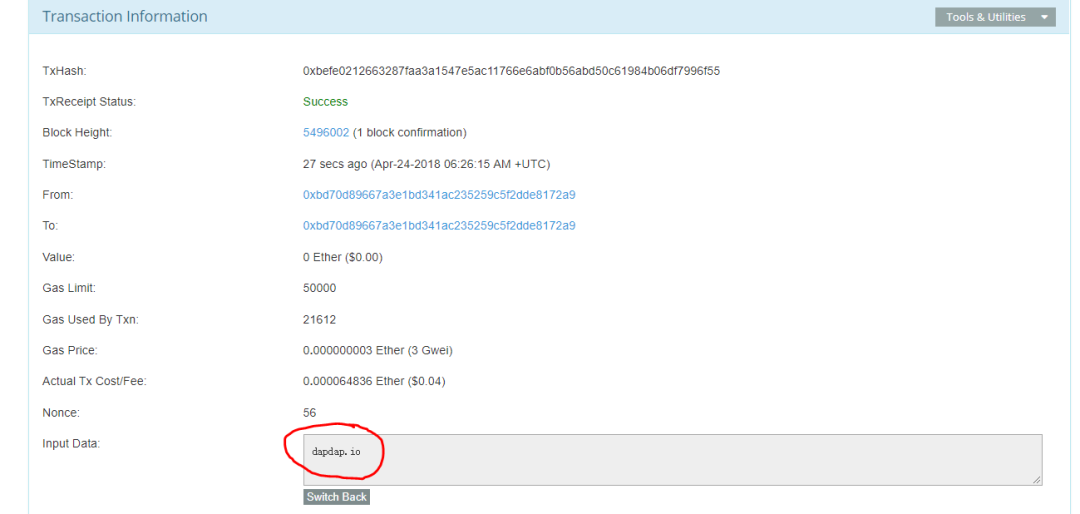 Transaction Information
Tools & Utilities
TxHash: 0xbefe0212663287faa3a1547e5ac11766e6abf0b56abd50c61984b06df7996f55
TxReceipt Status: Success
Block Height: 5496002 (1 block confirmation)
TimeStamp: 27 secs ago (Apr-24-2018 06:26:15 AM +UTC)
From: 0xbd70d89667a3e1bd341ac235259c5f2dde8172a9
To: 0xbd70d89667a3e1bd341ac235259c5f2dde8172a9
Value: 0 Ether ($0.00)
Gas Limit: 50000
Gas Used By Txn: 21612
Gas Price: 0.000000003 Ether (3 Gwei)
Actual Tx Cost/Fee: 0.000064836 Ether ($0.04)
Nonce: 56
Input Data: dapdap.io
Switch Back